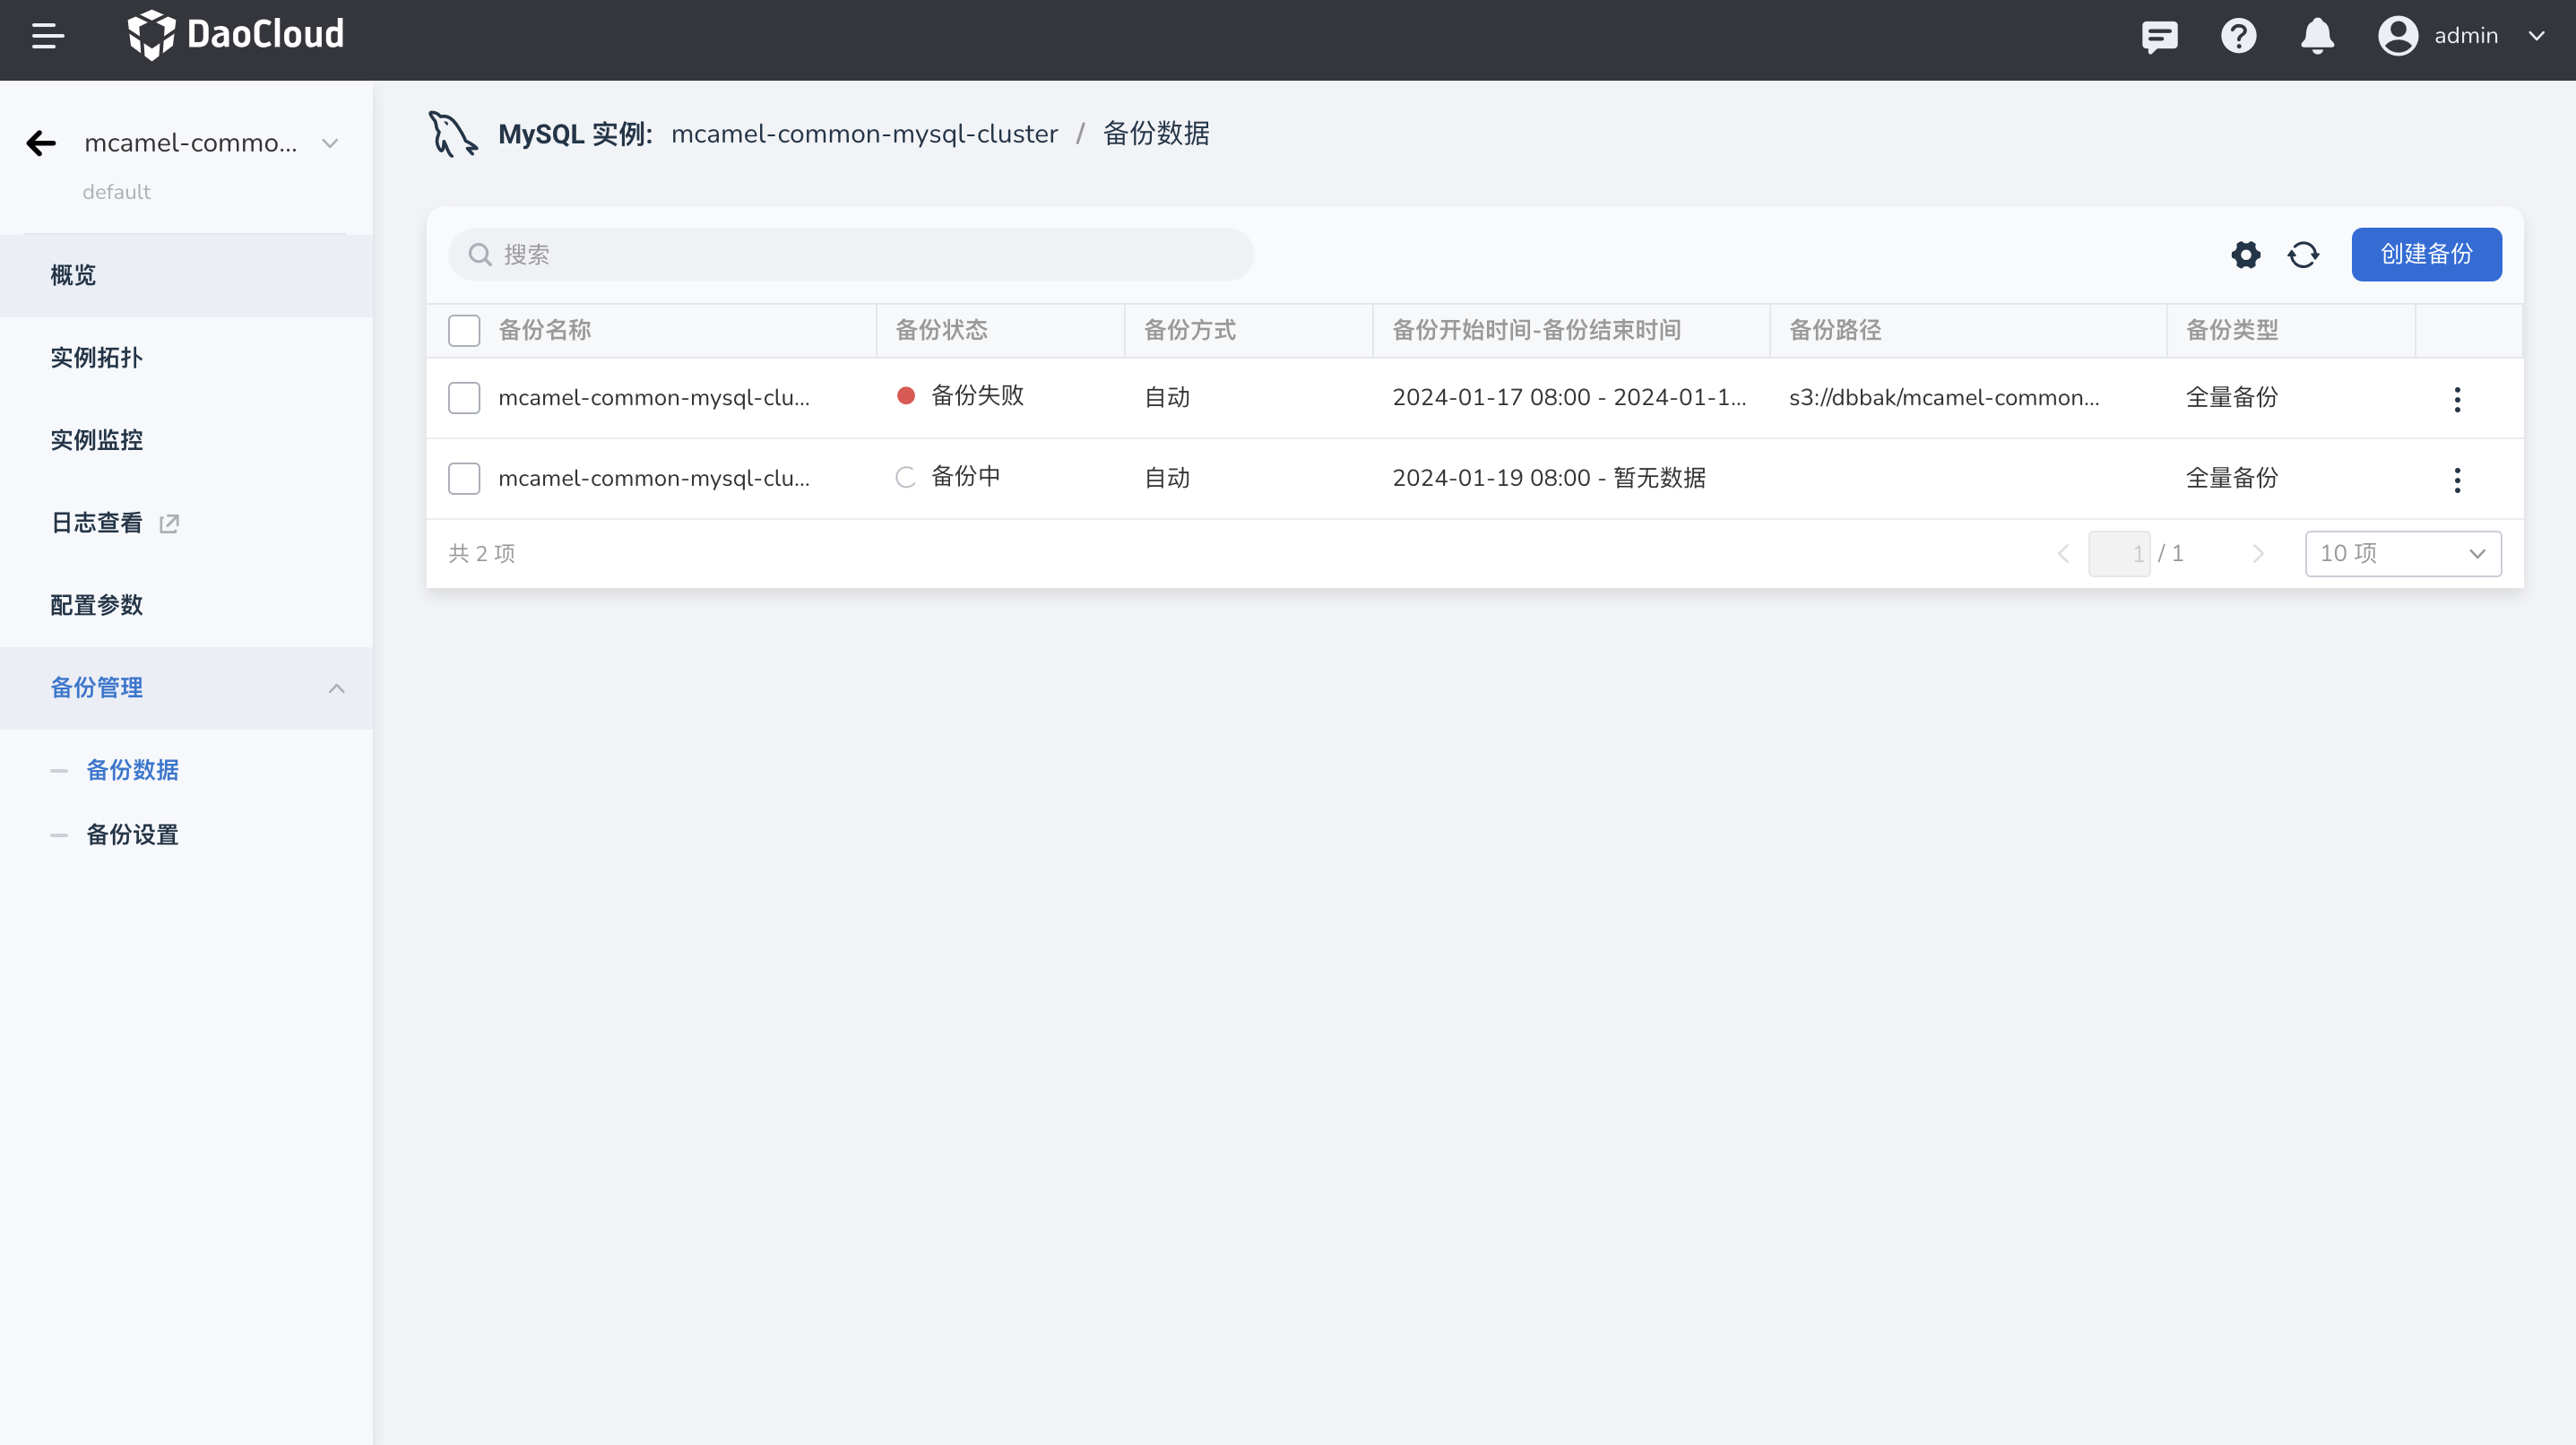 DaoCloud
admin
mcamel-commo...
default
概览
实例拓扑
实例监控
日志查看
配置参数
备份管理
备份数据
备份设置
MySQL 实例: mcamel-common-mysql-cluster / 备份数据
搜索
创建备份
备份名称 备份状态 备份方式 备份开始时间-备份结束时间 备份路径 备份类型
mcamel-common-mysql-clu... 备份失败 自动 2024-01-17 08:00 - 2024-01-1... s3://dbbak/mcamel-common... 全量备份
mcamel-common-mysql-clu... 备份中 自动 2024-01-19 08:00 - 暂无数据 全量备份
共 2 项 1 / 1 10 项